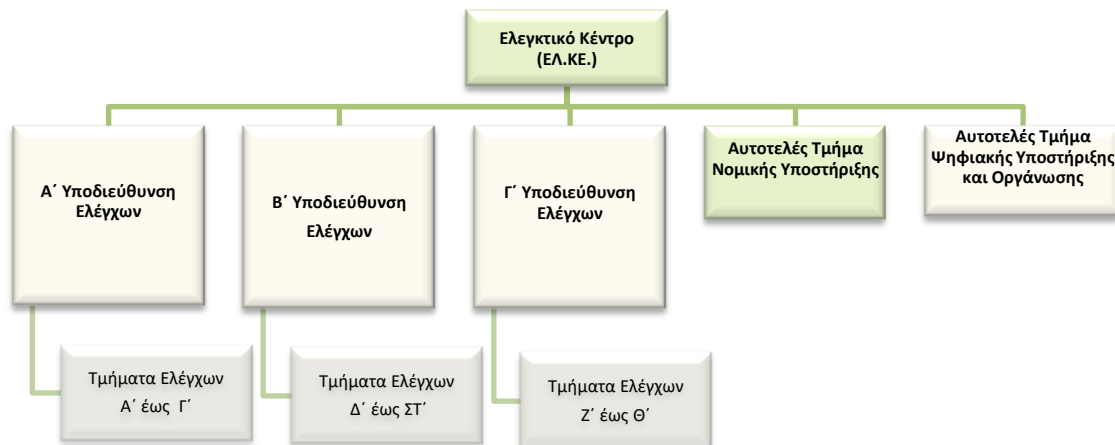 Ελεγκτικό Κέντρο
(ΕΛ.ΚΕ.)
Α΄ Υποδιεύθυνση
Ελέγχων
Β΄ Υποδιεύθυνση
Ελέγχων
Γ΄ Υποδιεύθυνση
Ελέγχων
Αυτοτελές Τμήμα
Νομικής Υποστήριξης
Αυτοτελές Τμήμα
Ψηφιακής Υποστήριξης
και Οργάνωσης
Τμήματα Ελέγχων
Α΄ έως Γ΄
Τμήματα Ελέγχων
Δ΄ έως ΣΤ΄
Τμήματα Ελέγχων
Ζ΄ έως Θ΄